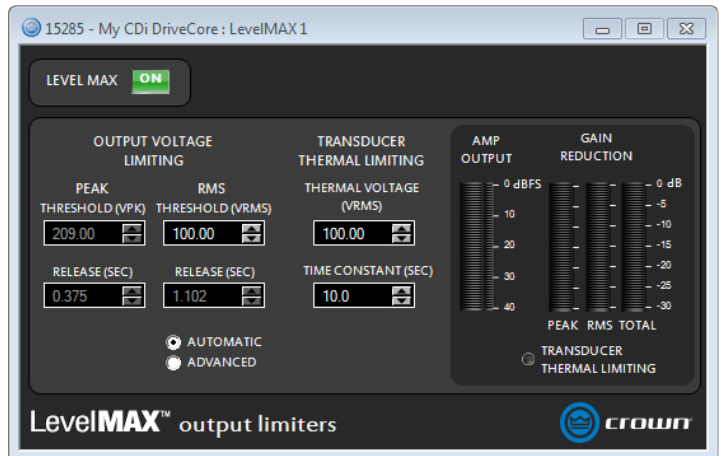 15285 - My CDi DriveCore : LevelMAX 1
LEVEL MAX ON
OUTPUT VOLTAGE
LIMITING
PEAK
THRESHOLD (VPK)
209.00
RELEASE (SEC)
0.375
RMS
THRESHOLD (VRMS)
100.00
RELEASE (SEC)
1.102
AUTOMATIC
ADVANCED
TRANSDUCER
THERMAL LIMITING
THERMAL VOLTAGE
(VRMS)
100.00
TIME CONSTANT (SEC)
10.0
AMP
OUTPUT
0 dBFS
10
20
30
40
GAIN
REDUCTION
0 dB
-5
-10
-15
-20
-25
-30
PEAK RMS TOTAL
TRANSDUCER
THERMAL LIMITING
LevelMAX™ output limiters
crown